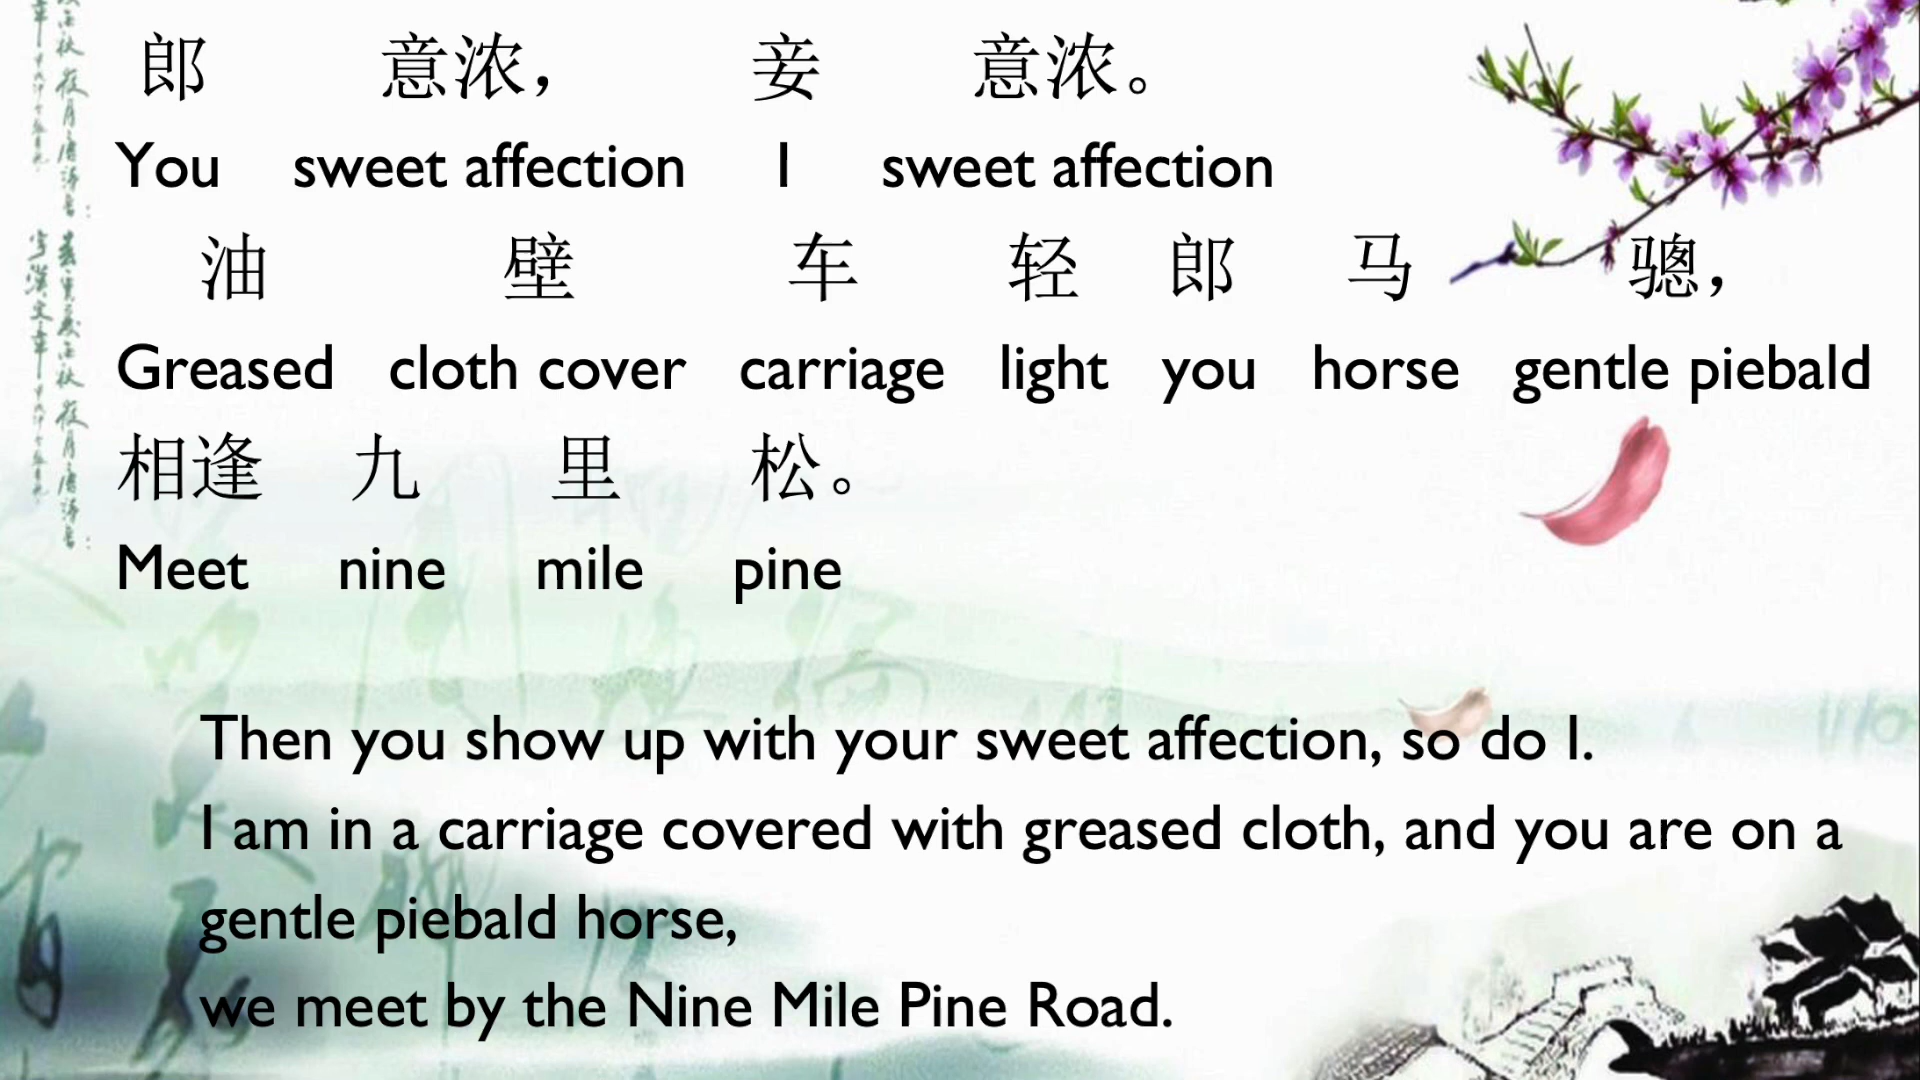 郎 意浓， 妾 意浓。
You sweet affection I sweet affection
油 壁 车 轻 郎 马 骢，
Greased cloth cover carriage light you horse gentle piebald
相逢 九 里 松。
Meet nine mile pine
Then you show up with your sweet affection, so do I.
I am in a carriage covered with greased cloth, and you are on a
gentle piebald horse,
we meet by the Nine Mile Pine Road.